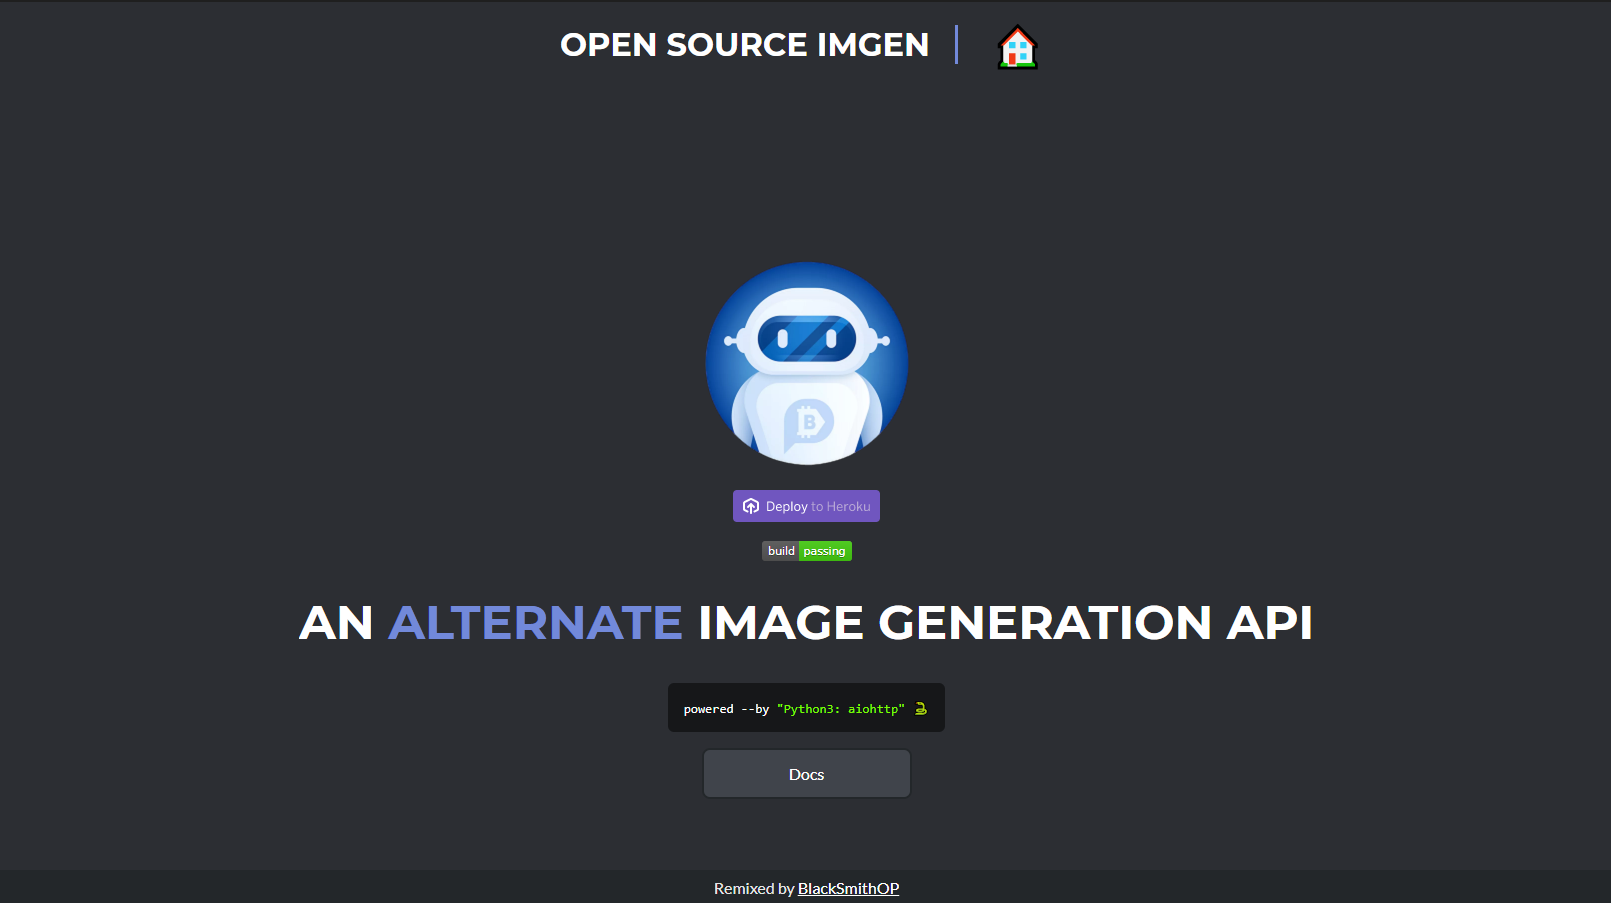 OPEN SOURCE IMGEN
B
Deploy to Heroku
build passing
AN ALTERNATE IMAGE GENERATION API
powered --by "Python3: aiohttp"
Docs
Remixed by BlackSmithOP